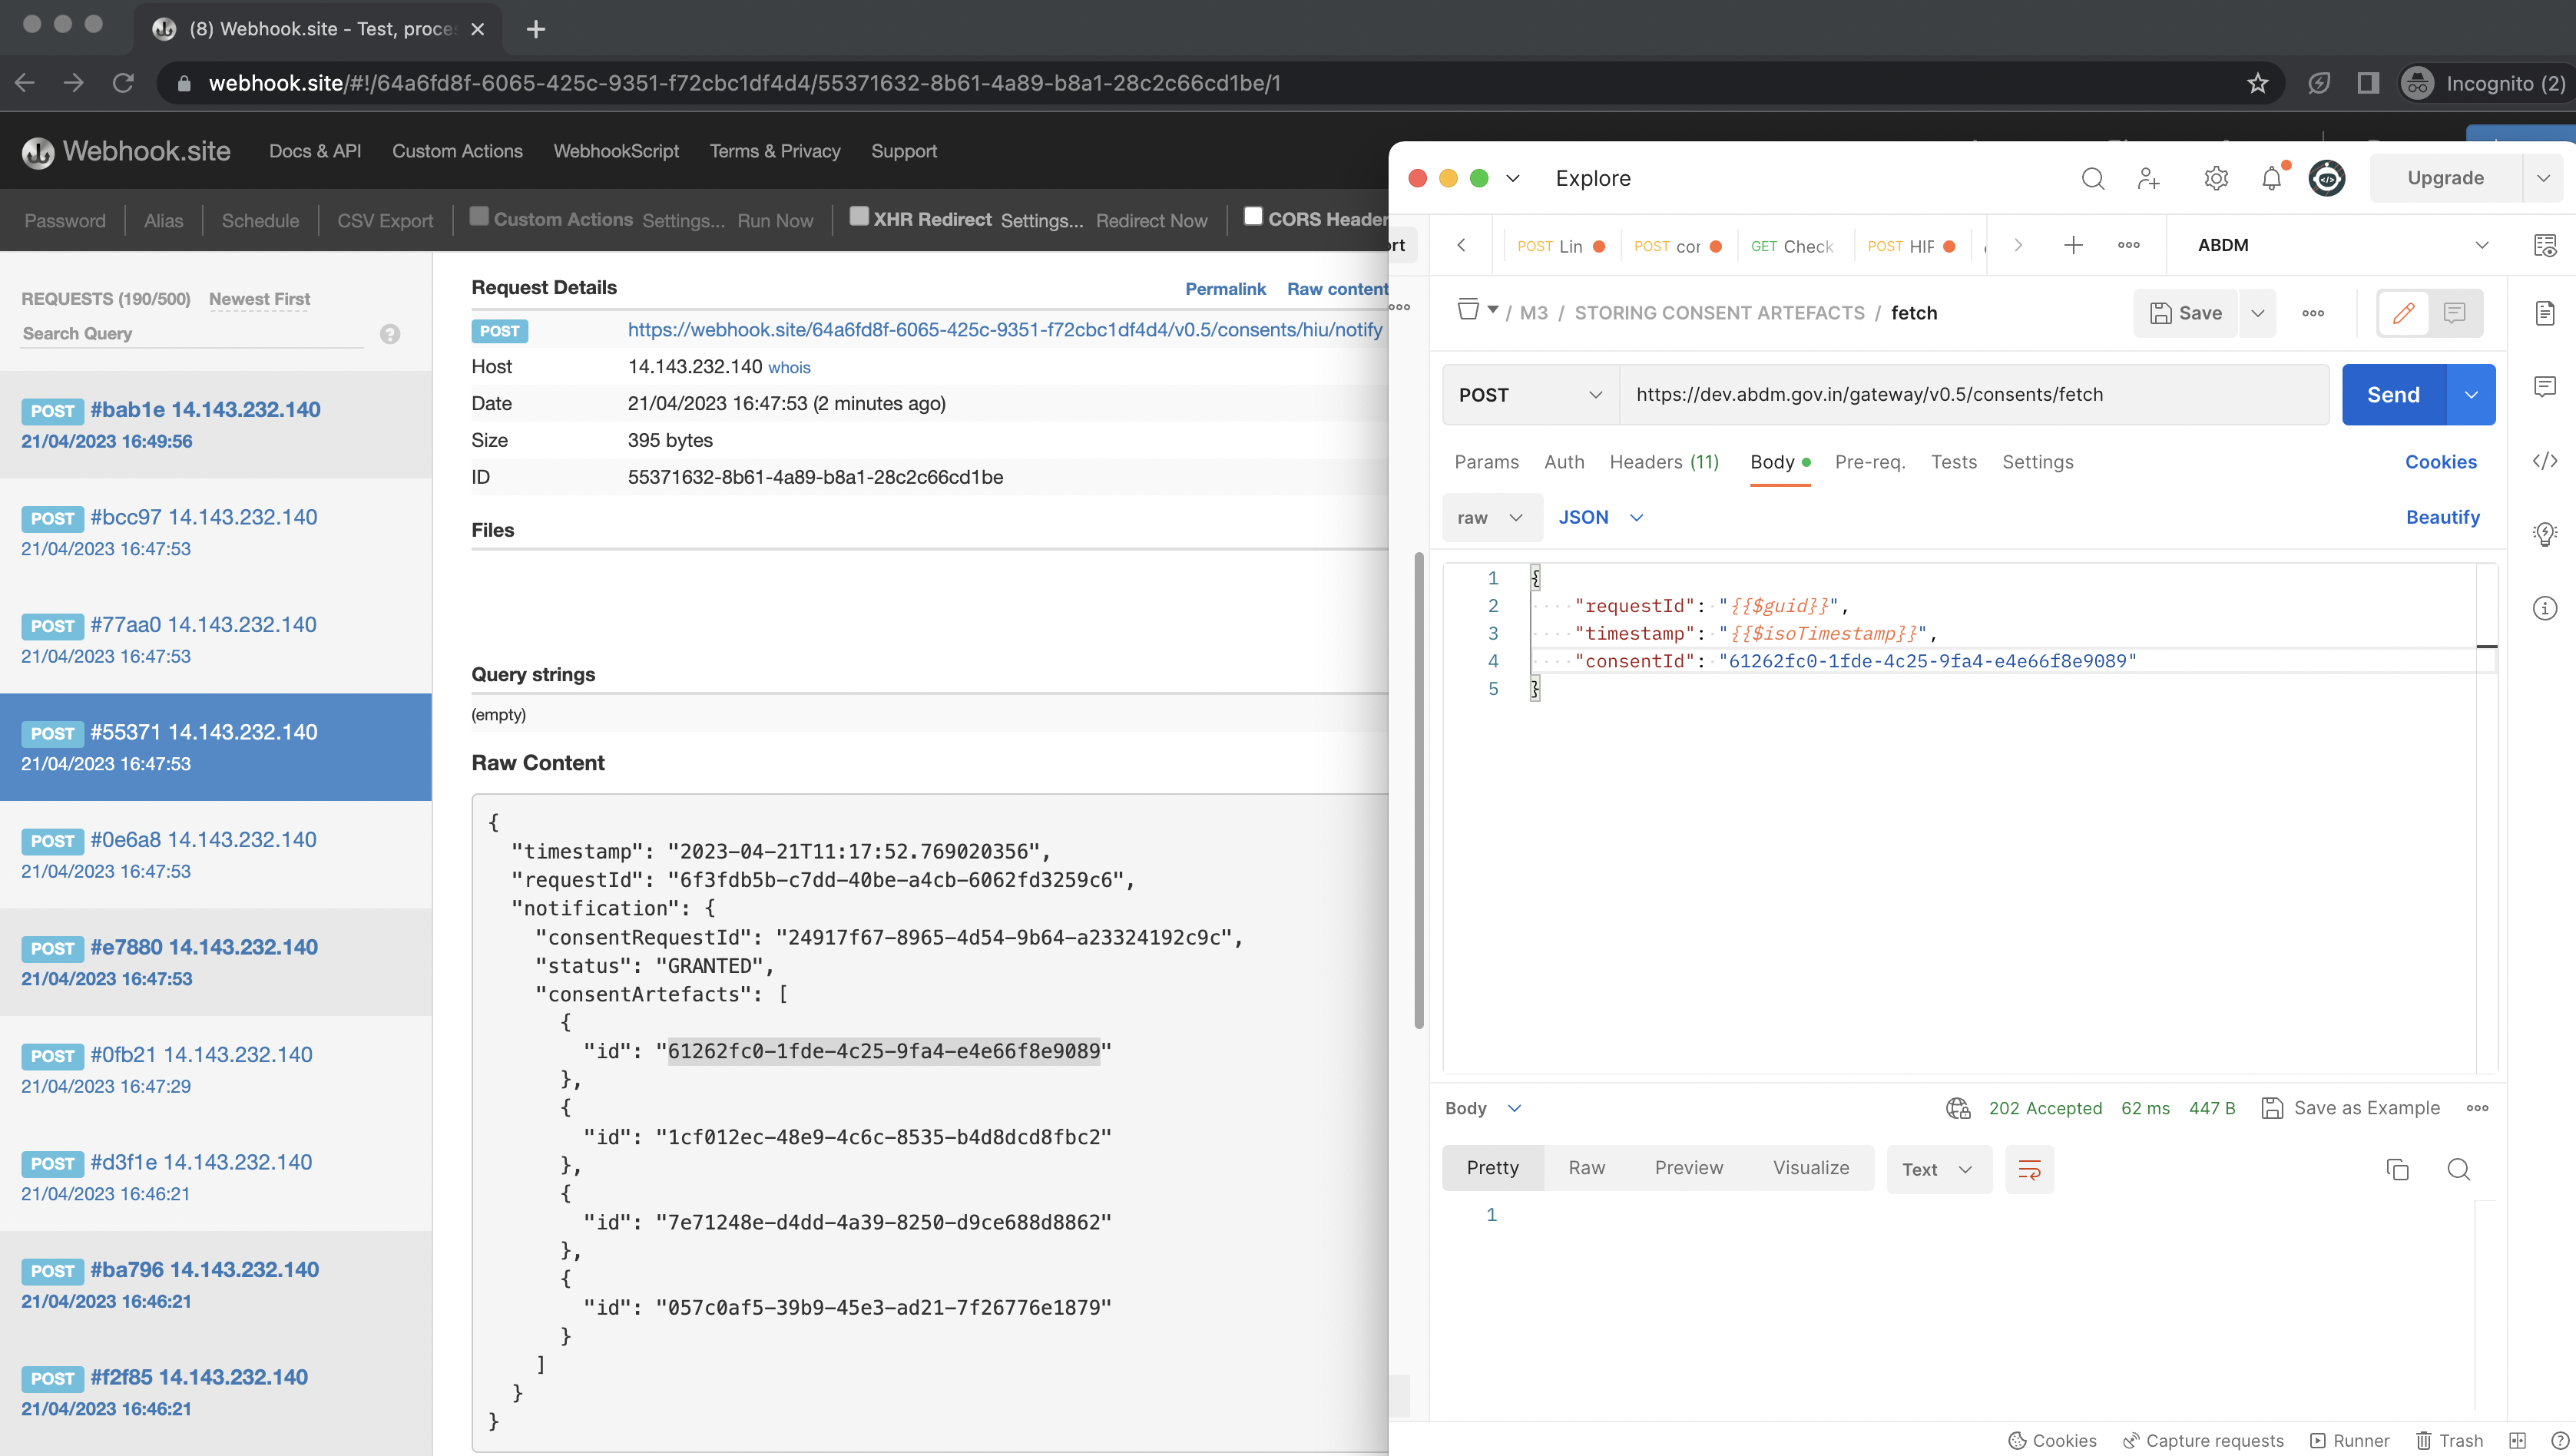 (8) Webhook.site - Test, proce
webhook.site/#!/64a6fd8f-6065-425c-9351-f72cbc1df4d4/55371632-8b61-4a89-b8a1-28c2c66cd1be/1
Incognito (2)
Webhook.site Docs & API Custom Actions WebhookScript Terms & Privacy Support
Password Alias Schedule CSV Export Custom Actions Settings... Run Now XHR Redirect Settings... Redirect Now CORS Header
REQUESTS (190/500) Newest First
Search Query
POST #bab1e 14.143.232.140
21/04/2023 16:49:56
POST #bcc97 14.143.232.140
21/04/2023 16:47:53
POST #77aa0 14.143.232.140
21/04/2023 16:47:53
POST #55371 14.143.232.140
21/04/2023 16:47:53
POST #0e6a8 14.143.232.140
21/04/2023 16:47:53
POST #e7880 14.143.232.140
21/04/2023 16:47:53
POST #0fb21 14.143.232.140
21/04/2023 16:47:29
POST #d3f1e 14.143.232.140
21/04/2023 16:46:21
POST #ba796 14.143.232.140
21/04/2023 16:46:21
POST #f2f85 14.143.232.140
21/04/2023 16:46:21
Request Details Permalink Raw content
POST https://webhook.site/64a6fd8f-6065-425c-9351-f72cbc1df4d4/v0.5/consents/hiu/notify
Host 14.143.232.140 whois
Date 21/04/2023 16:47:53 (2 minutes ago)
Size 395 bytes
ID 55371632-8b61-4a89-b8a1-28c2c66cd1be
Files
Query strings
(empty)
Raw Content
{
"timestamp": "2023-04-21T11:17:52.769020356",
"requestId": "6f3fdb5b-c7dd-40be-a4cb-6062fd3259c6",
"notification": {
"consentRequestId": "24917f67-8965-4d54-9b64-a23324192c9c",
"status": "GRANTED",
"consentArtefacts": [
{
"id": "61262fc0-1fde-4c25-9fa4-e4e66f8e9089"
},
{
"id": "1cf012ec-48e9-4c6c-8535-b4d8dcd8fbc2"
},
{
"id": "7e71248e-d4dd-4a39-8250-d9ce688d8862"
},
{
"id": "057c0af5-39b9-45e3-ad21-7f26776e1879"
}
]
}
}
Explore Upgrade
rt POST Lin POST cor GET Check POST HIF ABDM
/ M3 / STORING CONSENT ARTEFACTS / fetch Save
POST https://dev.abdm.gov.in/gateway/v0.5/consents/fetch Send
Params Auth Headers (11) Body Pre-req. Tests Settings Cookies
raw JSON Beautify
1 {
2 "requestId": "{{$guid}}",
3 "timestamp": "{{$isoTimestamp}}",
4 "consentId": "61262fc0-1fde-4c25-9fa4-e4e66f8e9089"
5 }
Body 202 Accepted 62 ms 447 B Save as Example
Pretty Raw Preview Visualize Text
1
Cookies Capture requests Runner Trash